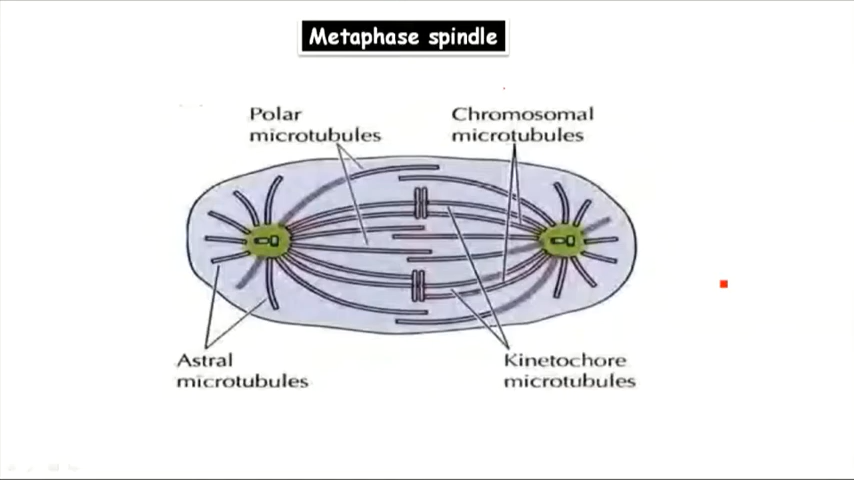 Metaphase spindle
Polar
microtubules
Chromosomal
microtubules
Astral
microtubules
Kinetochore
microtubules